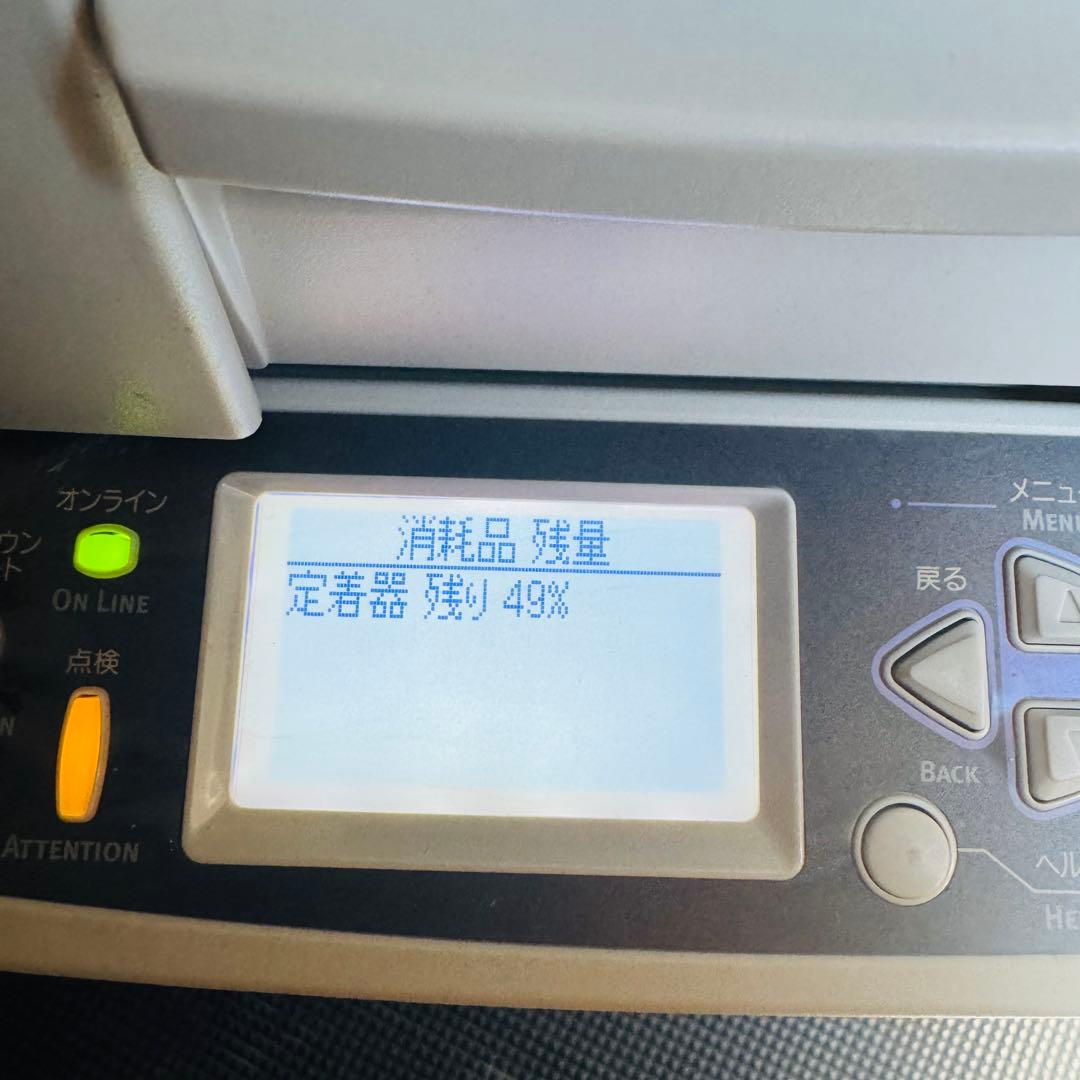 オンライン
ON LINE
点検
ATTENTION
消耗品 残量
定着器 残り 49%
戻る
BACK